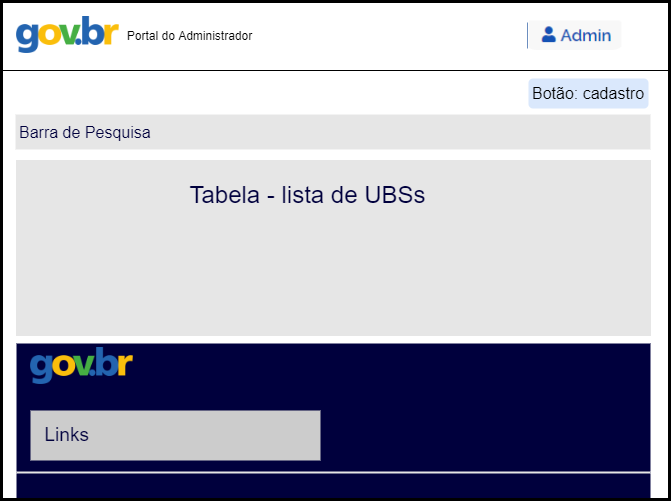 gov.br Portal do Administrador
Admin
Botão: cadastro
Barra de Pesquisa
Tabela - lista de UBSs
gov.br
Links